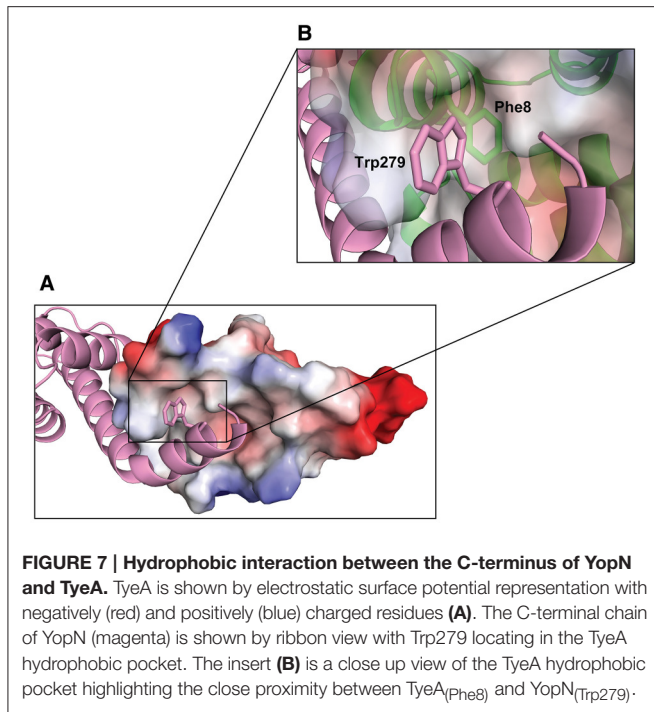 B
Phe8
Trp279
A
FIGURE 7 | Hydrophobic interaction between the C-terminus of YopN
and TyeA. TyeA is shown by electrostatic surface potential representation with
negatively (red) and positively (blue) charged residues (A). The C-terminal chain
of YopN (magenta) is shown by ribbon view with Trp279 locating in the TyeA
hydrophobic pocket. The insert (B) is a close up view of the TyeA hydrophobic
pocket highlighting the close proximity between TyeA(Phe8) and YopN(Trp279).